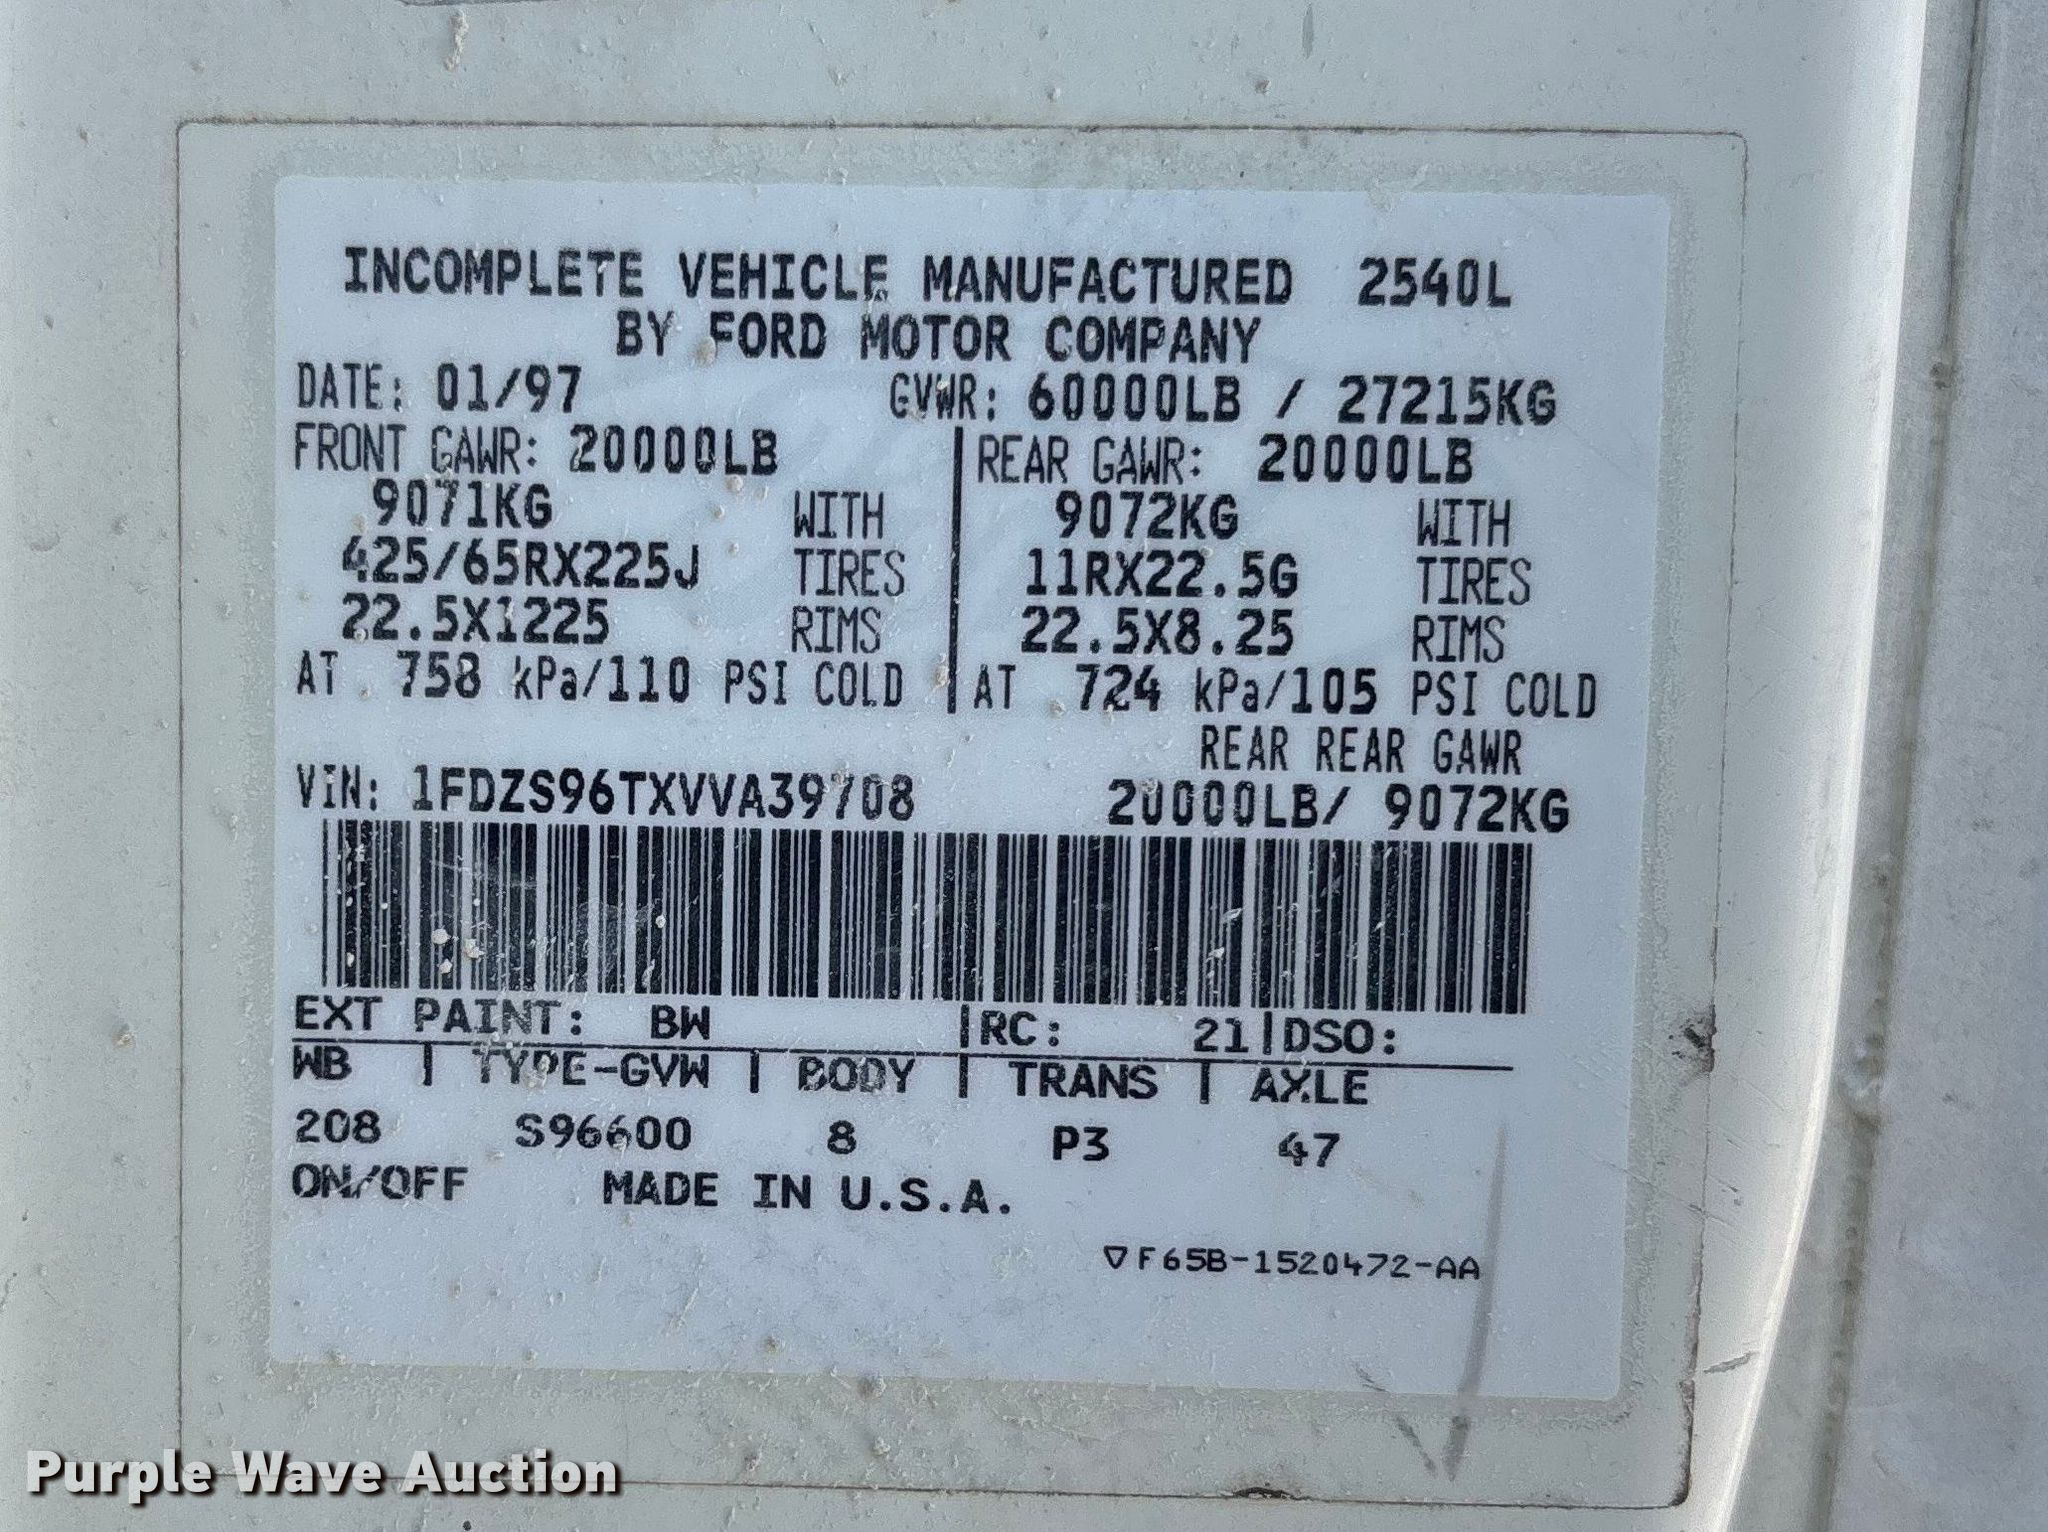 INCOMPLETE VEHICLE MANUFACTURED 2540L
BY FORD MOTOR COMPANY
DATE: 01/97 GVWR: 60000LB / 27215KG
FRONT GAWR: 20000LB REAR GAWR: 20000LB
9071KG WITH 9072KG WITH
425/65RX225J TIRES 11RX22.5G TIRES
22.5X1225 RIMS 22.5X8.25 RIMS
AT 758 kPa/110 PSI COLD AT 724 kPa/105 PSI COLD
REAR REAR GAWR
VIN: 1FDZS96TXVVA39708 20000LB/ 9072KG
EXT PAINT: BW |RC: 21|DSO:
WB | TYPE-GVW | BODY | TRANS | AXLE
208 S96600 8 P3 47
ON/OFF MADE IN U.S.A.
▽F65B-1520472-AA
Purple Wave Auction